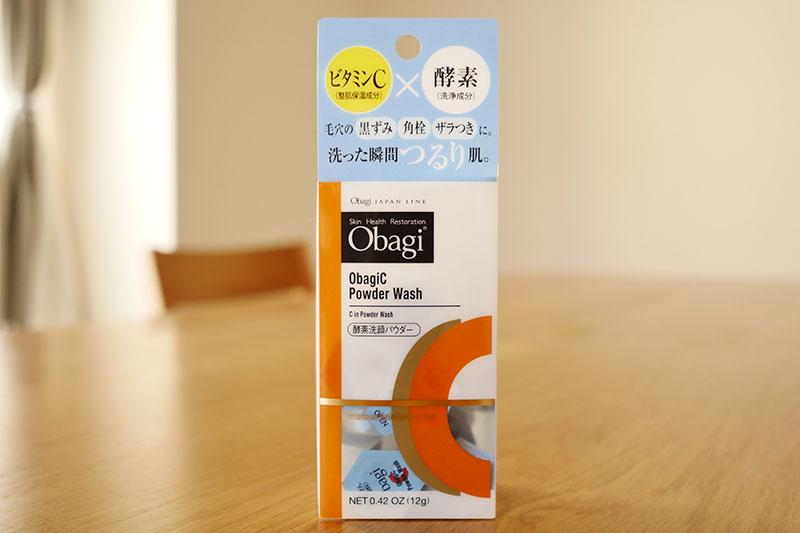 ビタミンC
(整肌保湿成分)
×
酵素
(洗浄成分)
毛穴の 黒ずみ 角栓 ザラつき に。
洗った瞬間つるり肌。
Obagi JAPAN LINE
Skin Health Restoration
Obagi®
ObagiC
Powder Wash
C in Powder Wash
酵素洗顔パウダー
OPEN
NET 0.42 OZ (12g)